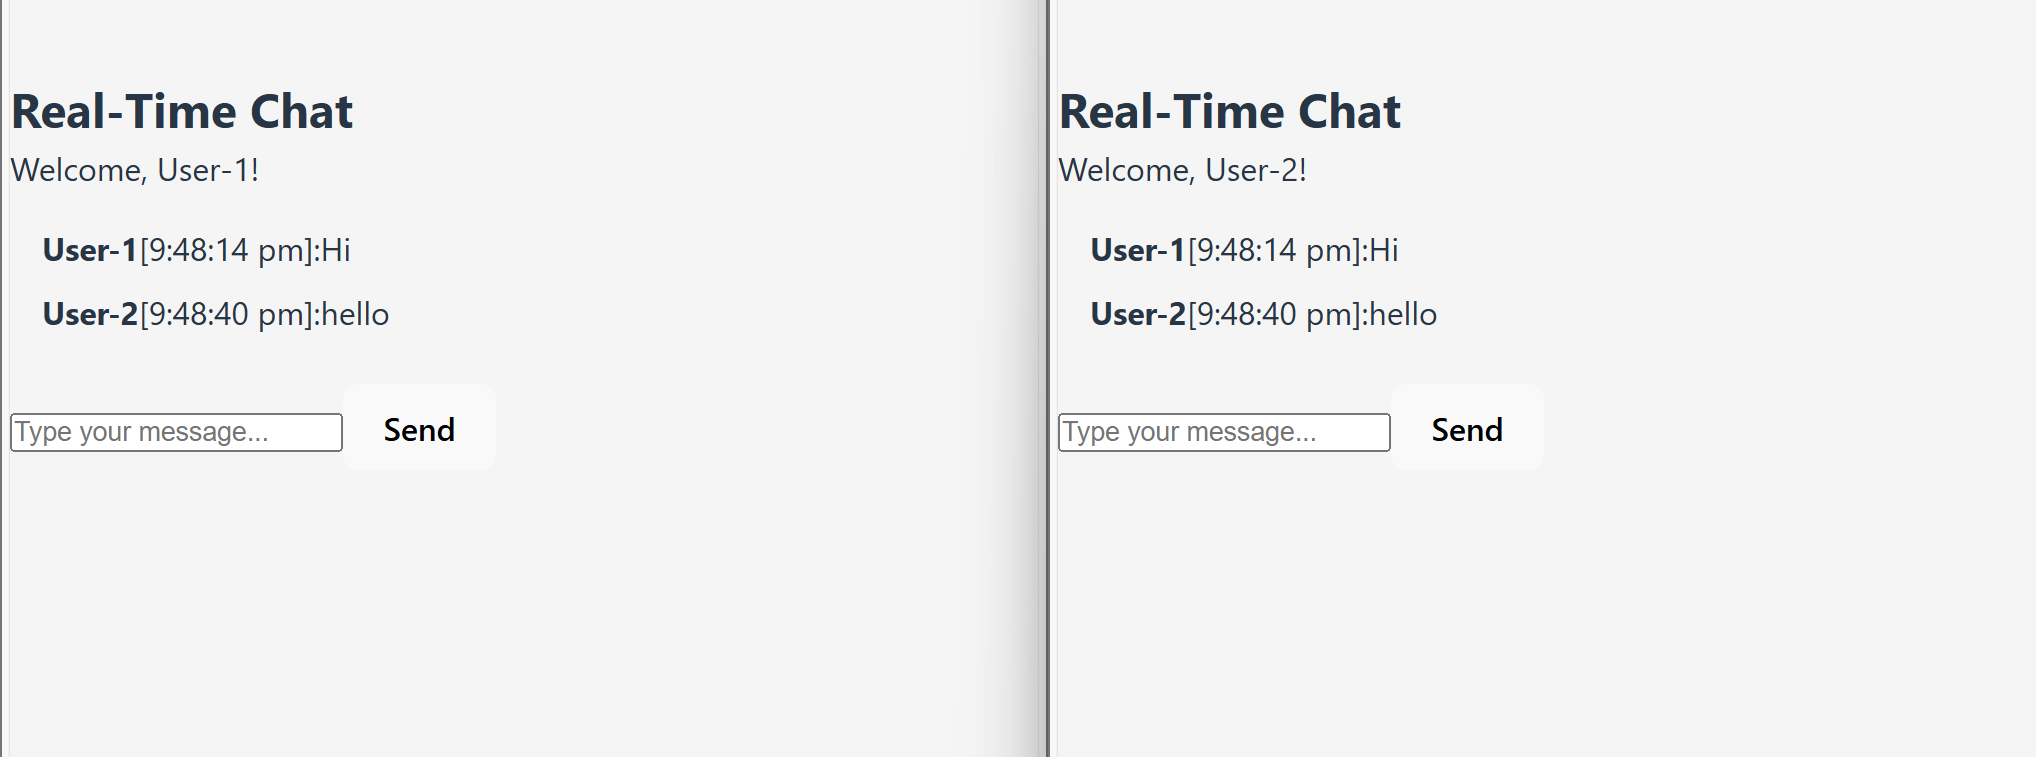 Real-Time Chat
Welcome, User-1!
User-1[9:48:14 pm]:Hi
User-2[9:48:40 pm]:hello
Type your message...
Send
Real-Time Chat
Welcome, User-2!
User-1[9:48:14 pm]:Hi
User-2[9:48:40 pm]:hello
Type your message...
Send